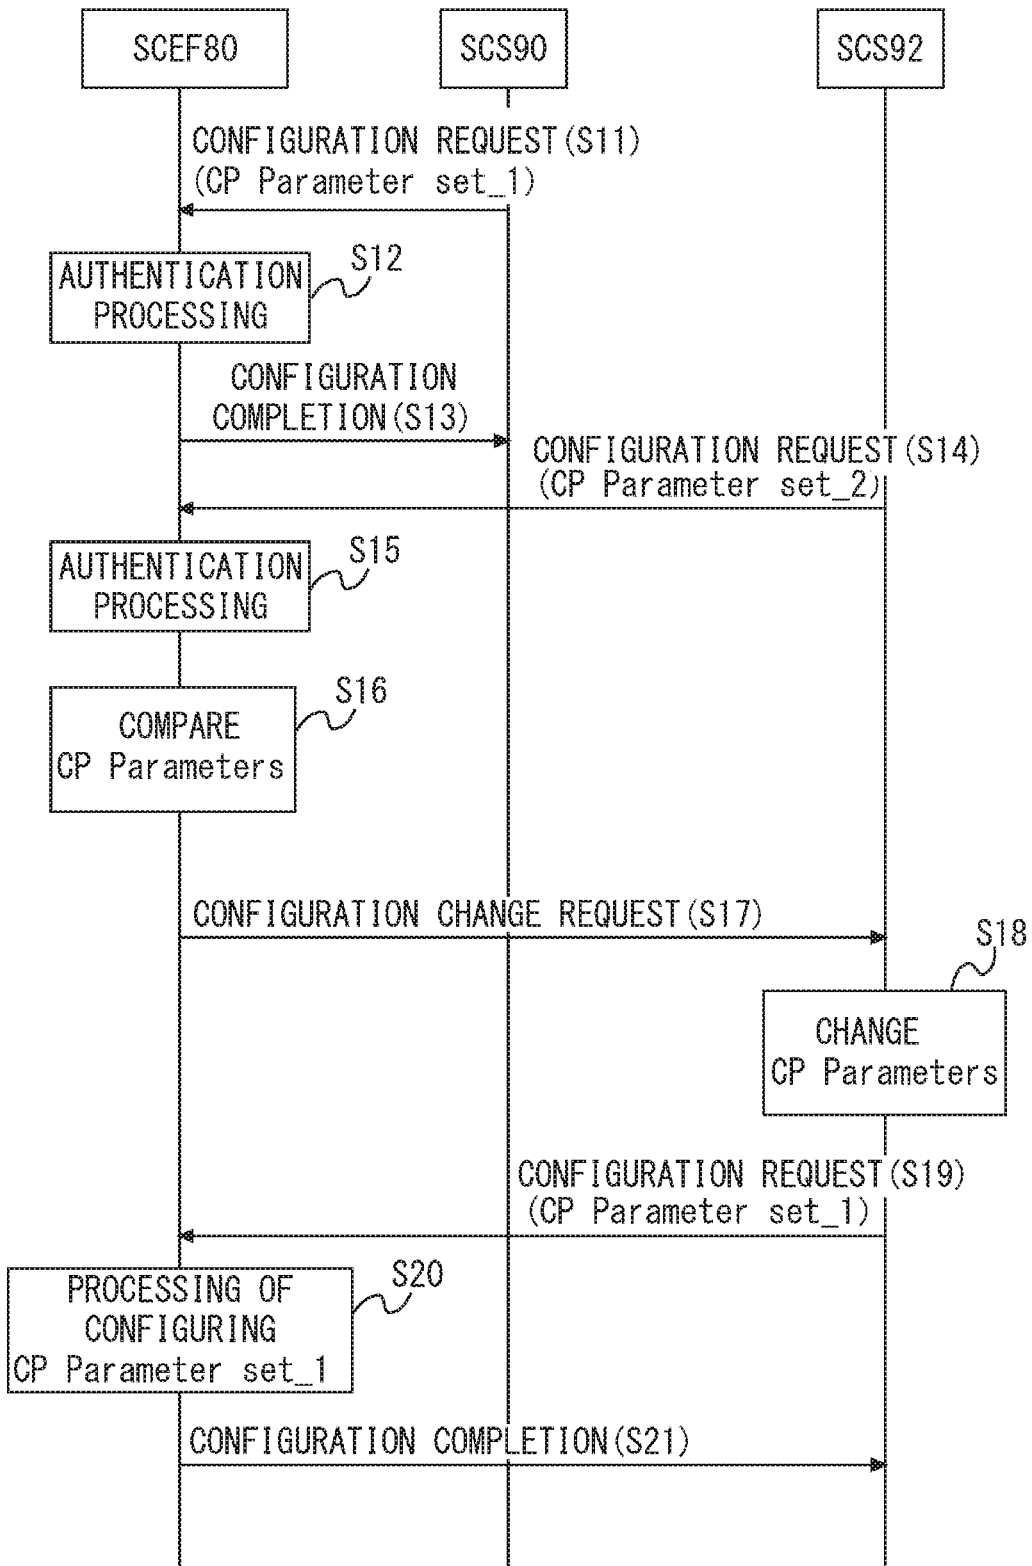 SCEF80
SCS90
SCS92
CONFIGURATION REQUEST(S11)
(CP Parameter set_1)
AUTHENTICATION
PROCESSING
S12
CONFIGURATION
COMPLETION(S13)
CONFIGURATION REQUEST(S14)
(CP Parameter set_2)
AUTHENTICATION
PROCESSING
S15
COMPARE
CP Parameters
S16
CONFIGURATION CHANGE REQUEST(S17)
S18
CHANGE
CP Parameters
CONFIGURATION REQUEST(S19)
(CP Parameter set_1)
PROCESSING OF
CONFIGURING
CP Parameter set_1
S20
CONFIGURATION COMPLETION(S21)